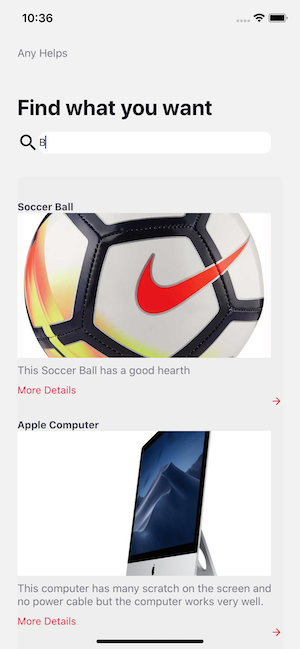 10:36
Any Helps
Find what you want
B
Soccer Ball
This Soccer Ball has a good hearth
More Details
Apple Computer
This computer has many scratch on the screen and
no power cable but the computer works very well.
More Details